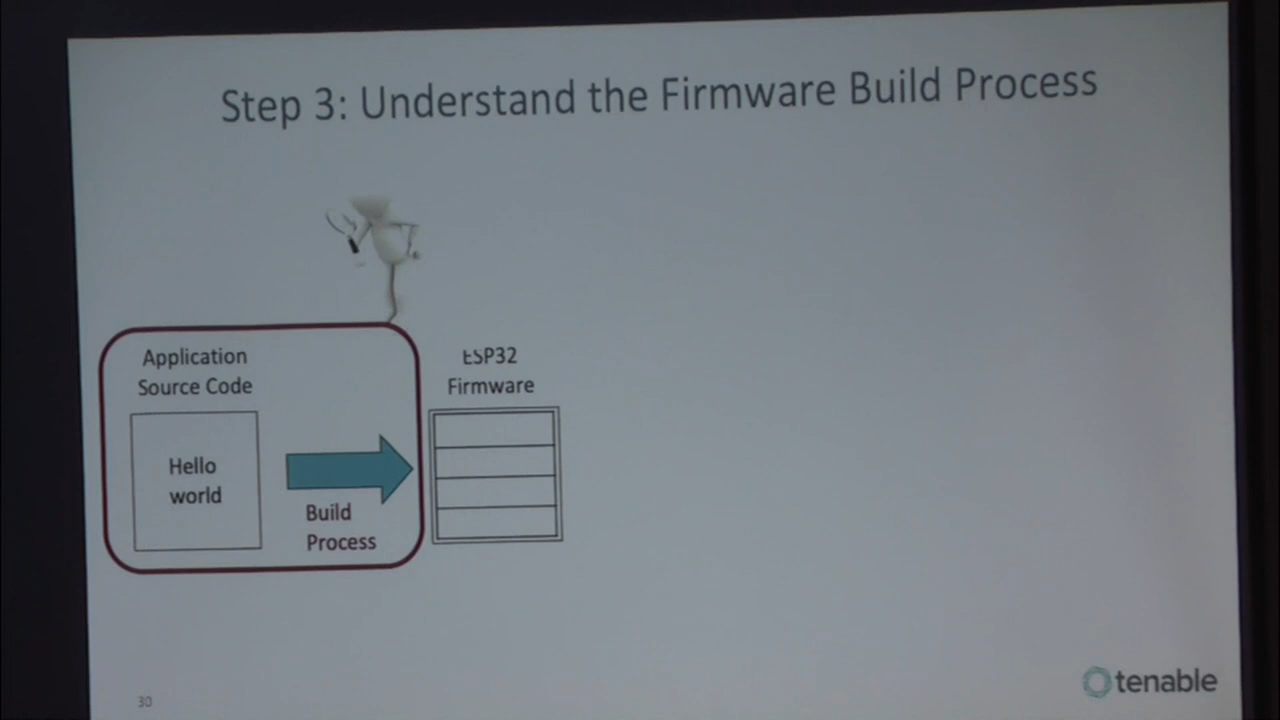 Step 3: Understand the Firmware Build Process
Application
Source Code
Hello
world
Build
Process
ESP32
Firmware
30
tenable